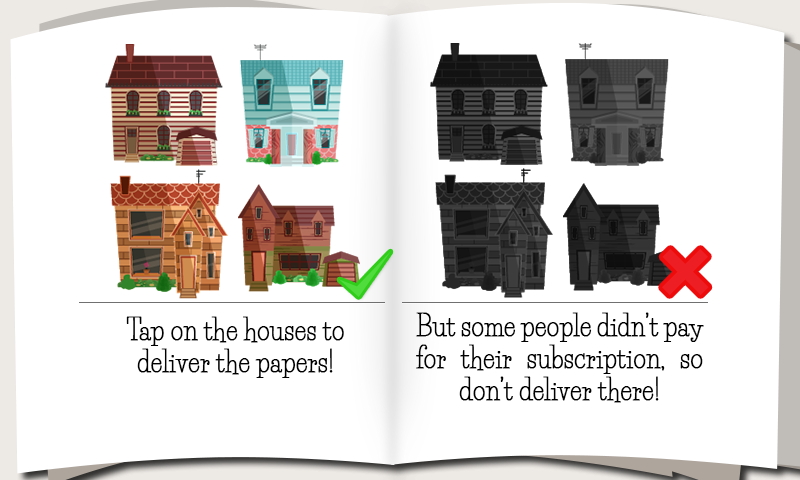 Tap on the houses to
deliver the papers!
But some people didn't pay
for their subscription, so
don't deliver there!